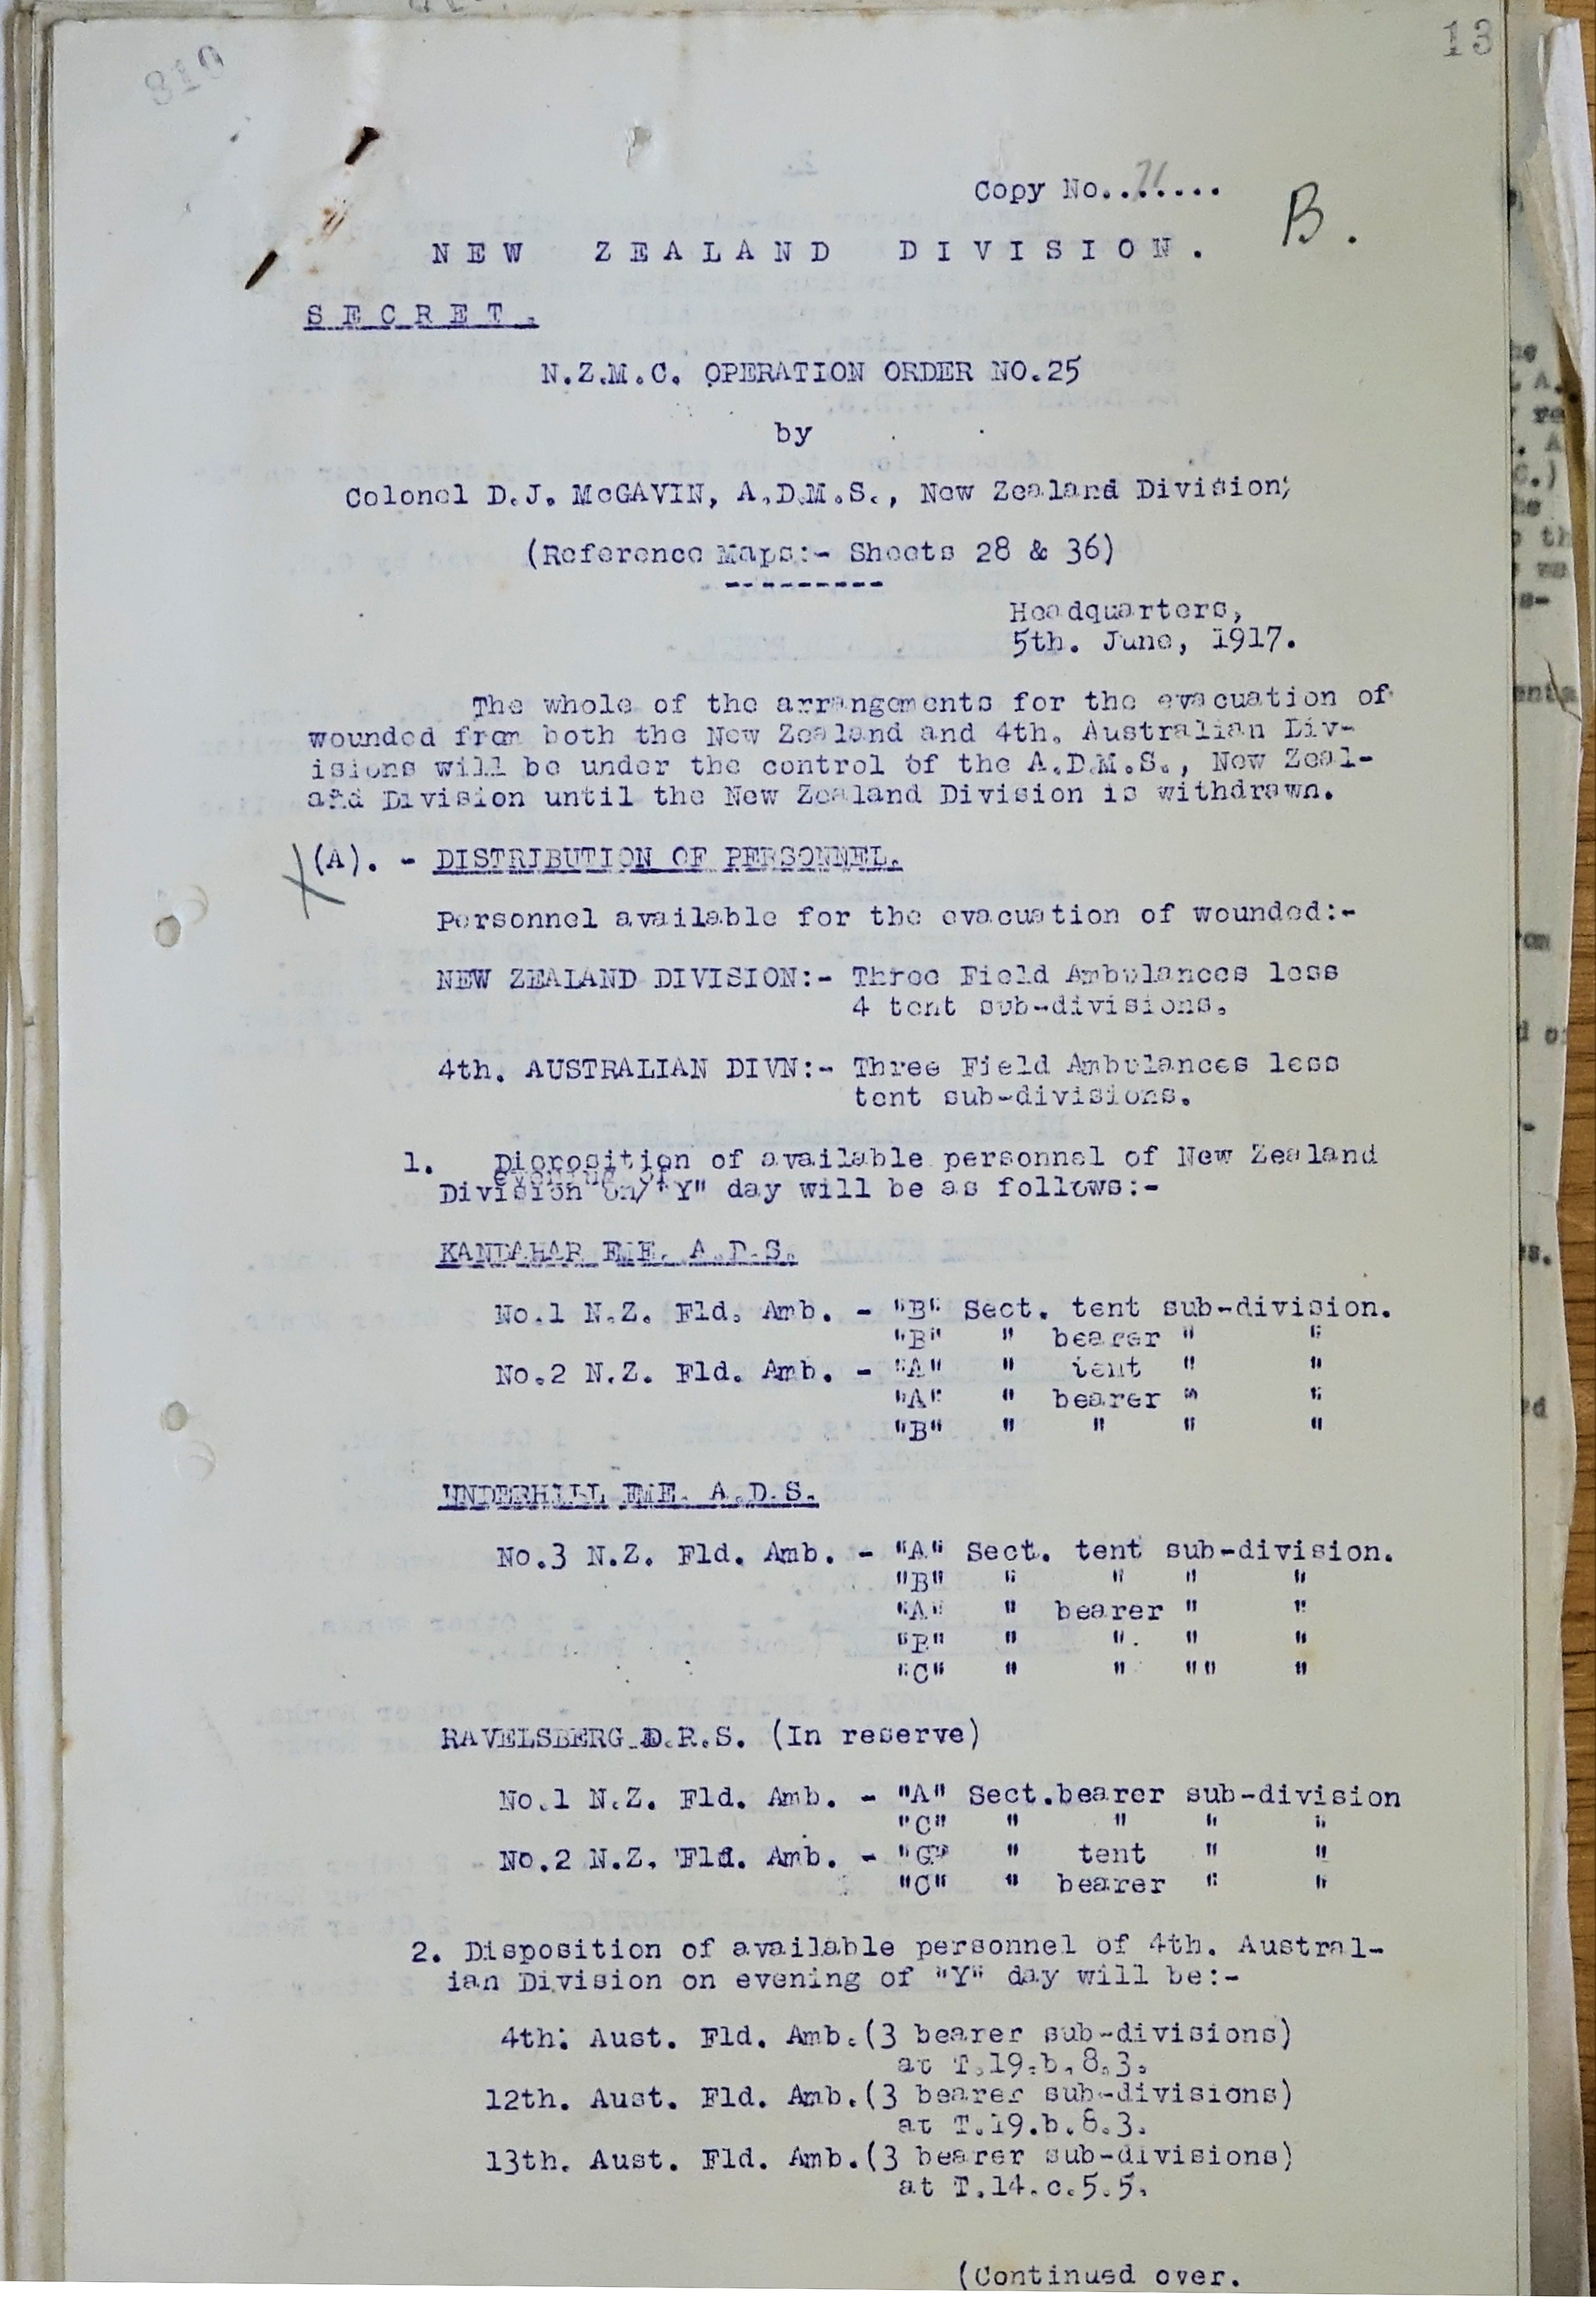 810
13
Copy No..71.....
B.
NEW ZEALAND DIVISION.
SECRET.
N.Z.M.C. OPERATION ORDER NO.25
by
Colonel D.J. McGAVIN, A.D.M.S., New Zealand Division,
(Reference Maps:- Sheets 28 & 36)
---------
Headquarters,
5th. June, 1917.
The whole of the arrangements for the evacuation of
wounded from both the New Zealand and 4th. Australian Div-
isions will be under the control of the A.D.M.S., New Zeal-
and Division until the New Zealand Division is withdrawn.
X (A). - DISTRIBUTION OF PERSONNEL.
Personnel available for the evacuation of wounded:-
NEW ZEALAND DIVISION:- Three Field Ambulances less
4 tent sub-divisions.
4th. AUSTRALIAN DIVN:- Three Field Ambulances less
tent sub-divisions.
1. Disposition of available personnel of New Zealand
evening of
Division on/"Y" day will be as follows:-
KANDAHAR FME. A.D.S.
No.1 N.Z. Fld. Amb. - "B" Sect. tent sub-division.
"B" " bearer " "
No.2 N.Z. Fld. Amb. - "A" " tent " "
"A" " bearer " "
"B" " " " "
UNDERHILL FME. A.D.S.
No.3 N.Z. Fld. Amb. - "A" Sect. tent sub-division.
"B" " " " "
"A" " bearer " "
"B" " ". " "
"C" " " "" "
RAVELSBERG D.R.S. (In reserve)
No.1 N.Z. Fld. Amb. - "A" Sect.bearer sub-division
"C" " " " "
No.2 N.Z. Fld. Amb. - "C" " tent " "
"C" " bearer " "
2. Disposition of available personnel of 4th. Austral-
ian Division on evening of "Y" day will be:-
4th. Aust. Fld. Amb.(3 bearer sub-divisions)
at T.19.b.8.3.
12th. Aust. Fld. Amb.(3 bearer sub-divisions)
at T.19.b.8.3.
13th. Aust. Fld. Amb.(3 bearer sub-divisions)
at T.14.c.5.5.
(Continued over.